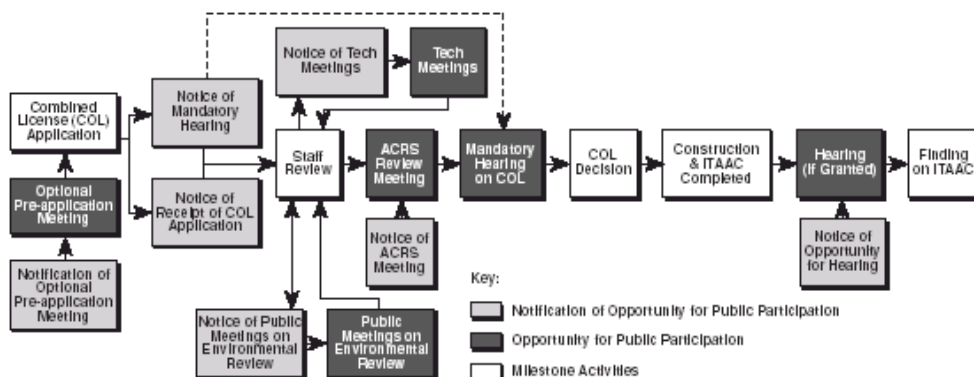 Notice of Tech
Meetings
Tech
Meetings
Combined
License (COL)
Application
Notice of
Mandatory
Hearing
Staff
Review
ACRS
Review
Meeting
Mandatory
Hearing
on COL
COL
Decision
Construction
& ITAAC
Completed
Hearing
(If Granted)
Finding
on ITAAC
Optional
Pre-application
Meeting
Notice of
Receipt of COL
Application
Notice of
ACRS
Meeting
Notice of
Opportunity
for Hearing
Notification of
Optional
Pre-application
Meeting
Notice of Public
Meetings on
Environmental
Review
Public
Meetings on
Environmental
Review
Key:
Notification of Opportunity for Public Participation
Opportunity for Public Participation
Milestone Activities